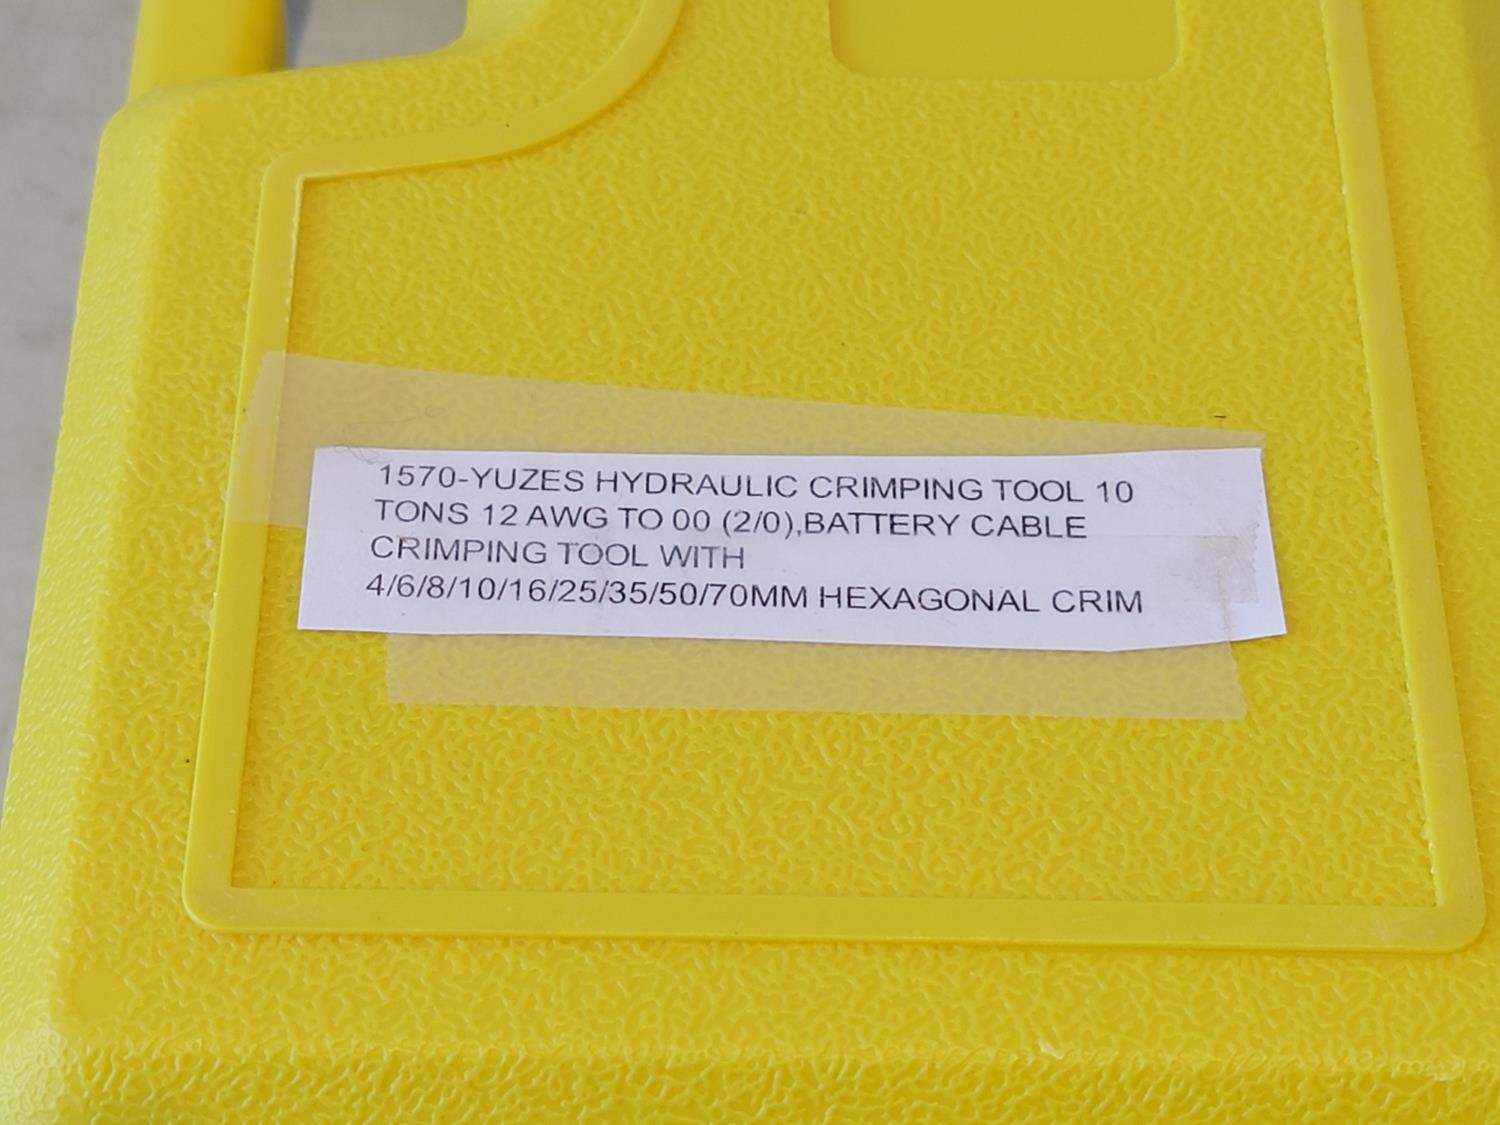 1570-YUZES HYDRAULIC CRIMPING TOOL 10
TONS 12 AWG TO 00 (2/0),BATTERY CABLE
CRIMPING TOOL WITH
4/6/8/10/16/25/35/50/70MM HEXAGONAL CRIM